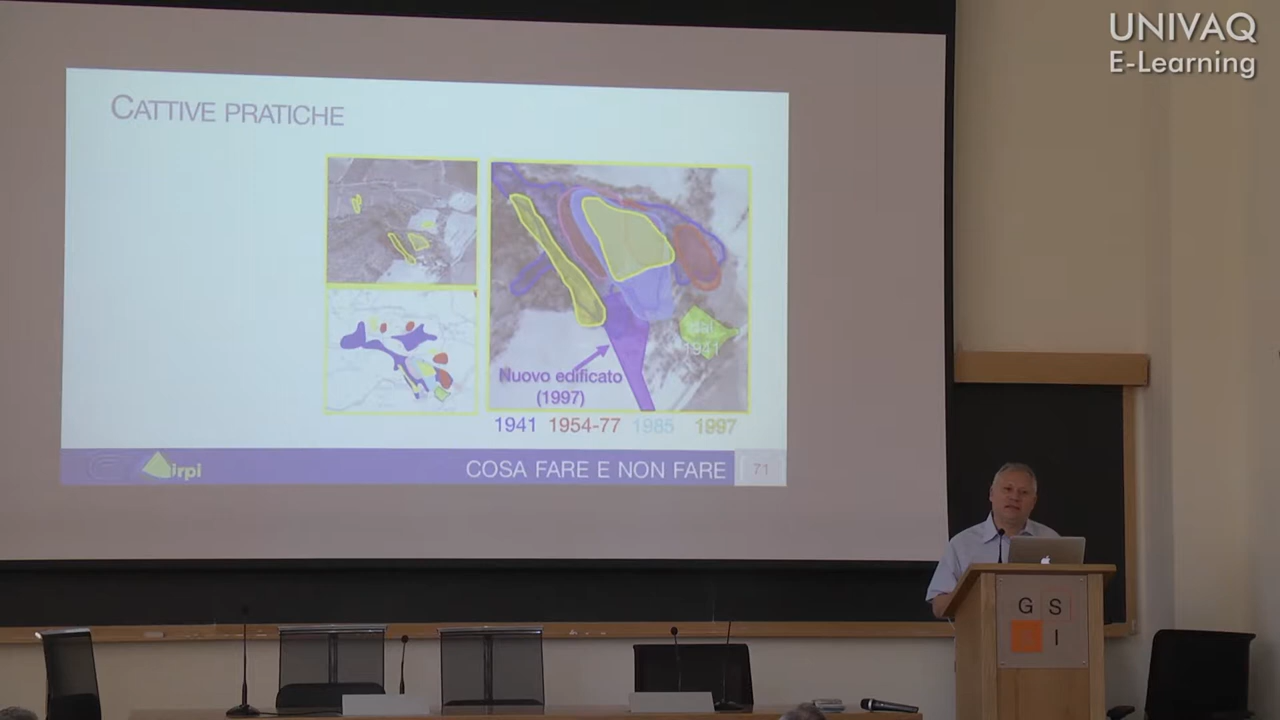 UNIVAQ
E-Learning
CATTIVE PRATICHE
dal
1941
Nuovo edificato
(1997)
1941 1954-77 1985 1997
irpi
COSA FARE E NON FARE
71
G S
I